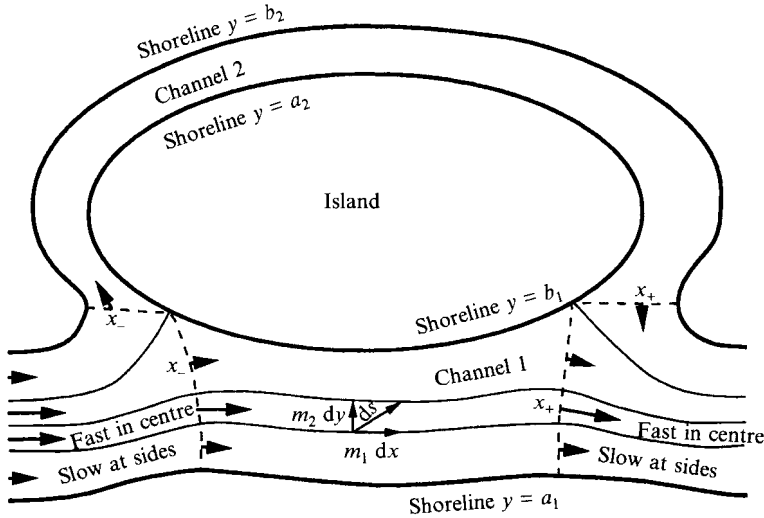 Shoreline y = b₂
Channel 2
Shoreline y = a₂
Island
x₋
Shoreline y = b₁
x₊
x₋
Channel 1
Fast in centre
m₂ dy
ds
x₊
Fast in centre
m₁ dx
Slow at sides
Slow at sides
Shoreline y = a₁